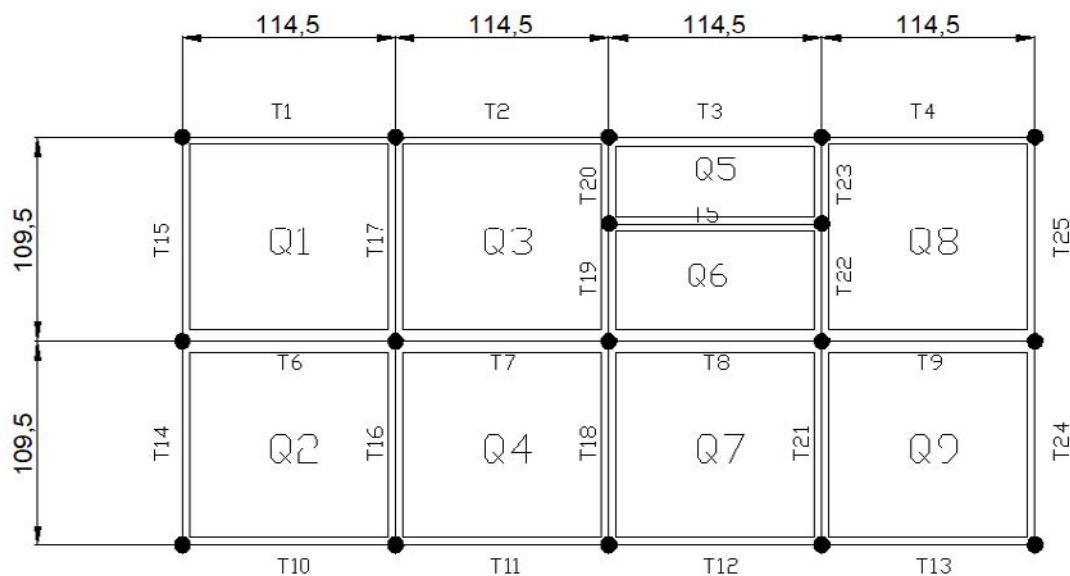 114,5 114,5 114,5 114,5
T1 T2 T3 T4
Q5
T20 T23
T5
109,5 T15 Q1 T17 Q3 T19 Q6 T22 Q8 T25
T6 T7 T8 T9
109,5 T14 Q2 T16 Q4 T18 Q7 T21 Q9 T24
T10 T11 T12 T13